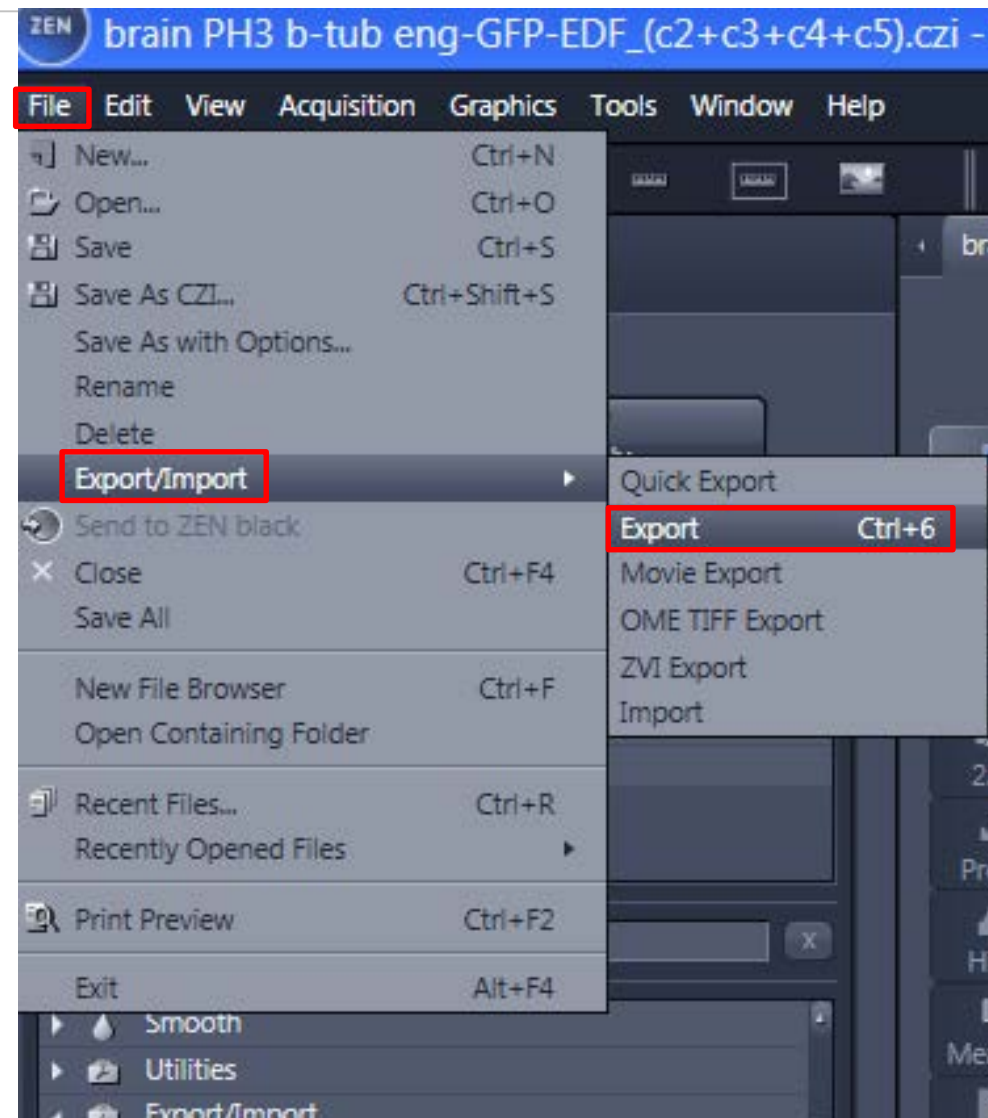 ZEN
brain PH3 b-tub eng-GFP-EDF_(c2+c3+c4+c5).czi -
File Edit View Acquisition Graphics Tools Window Help
New... Ctrl+N
Open... Ctrl+O
Save Ctrl+S
Save As CZI... Ctrl+Shift+S
Save As with Options...
Rename
Delete
Export/Import
Send to ZEN black
Close Ctrl+F4
Save All
New File Browser Ctrl+F
Open Containing Folder
Recent Files... Ctrl+R
Recently Opened Files
Print Preview Ctrl+F2
Exit Alt+F4
Quick Export
Export Ctrl+6
Movie Export
OME TIFF Export
ZVI Export
Import
Smooth
Utilities
Export/Import
br
2
Pr
H
Me
X